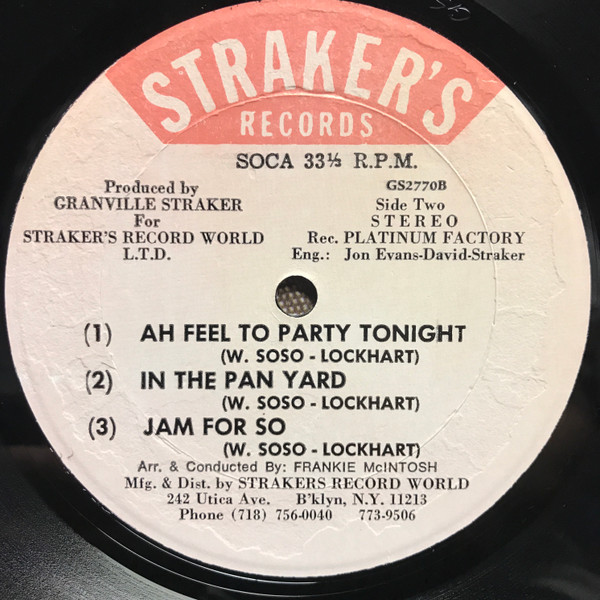 STRAKER'S
RECORDS
SOCA 33⅓ R.P.M.
Produced by
GRANVILLE STRAKER
For
STRAKER'S RECORD WORLD
L.T.D.
GS2770B
Side Two
STEREO
Rec. PLATINUM FACTORY
Eng.: Jon Evans-David-Straker
(1) AH FEEL TO PARTY TONIGHT
(W. SOSO - LOCKHART)
(2) IN THE PAN YARD
(W. SOSO - LOCKHART)
(3) JAM FOR SO
(W. SOSO - LOCKHART)
Arr. & Conducted By: FRANKIE McINTOSH
Mfg. & Dist. by STRAKERS RECORD WORLD
242 Utica Ave. B'klyn, N.Y. 11213
Phone (718) 756-0040 773-9506